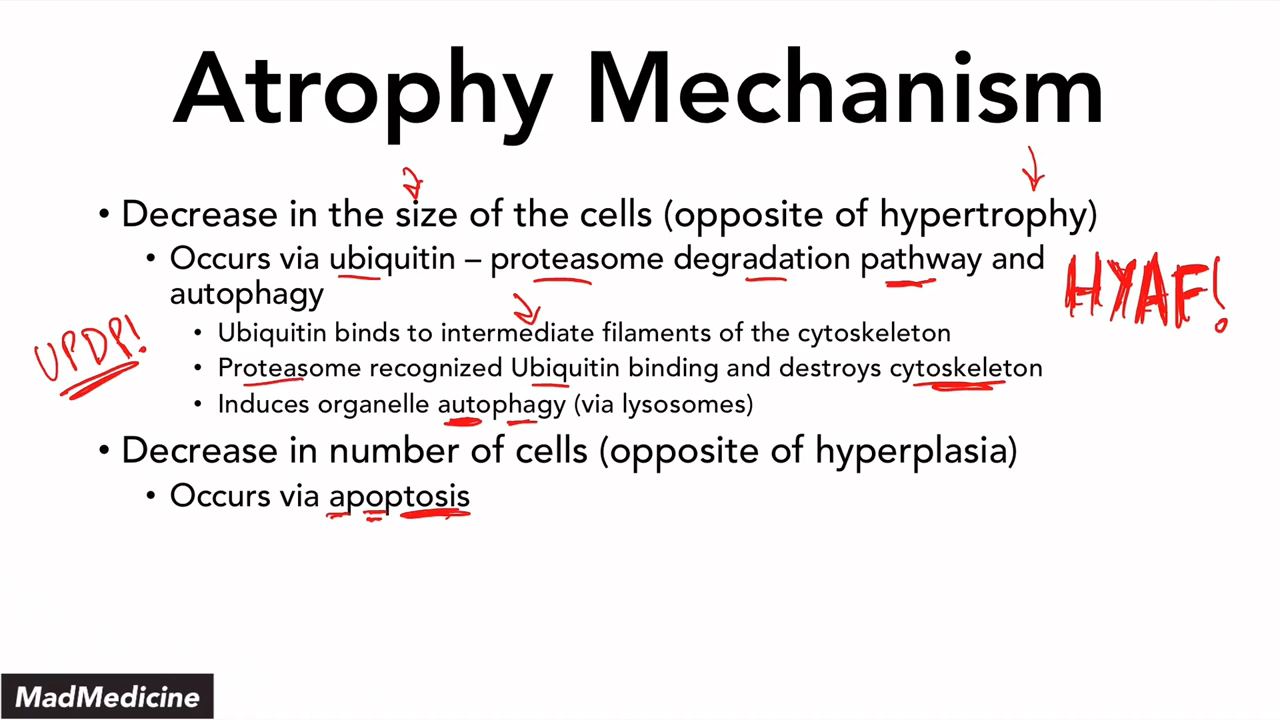 Atrophy Mechanism
• Decrease in the size of the cells (opposite of hypertrophy)
• Occurs via ubiquitin – proteasome degradation pathway and
autophagy
HYAF!
• Ubiquitin binds to intermediate filaments of the cytoskeleton
UPDP!
• Proteasome recognized Ubiquitin binding and destroys cytoskeleton
• Induces organelle autophagy (via lysosomes)
• Decrease in number of cells (opposite of hyperplasia)
• Occurs via apoptosis
MadMedicine